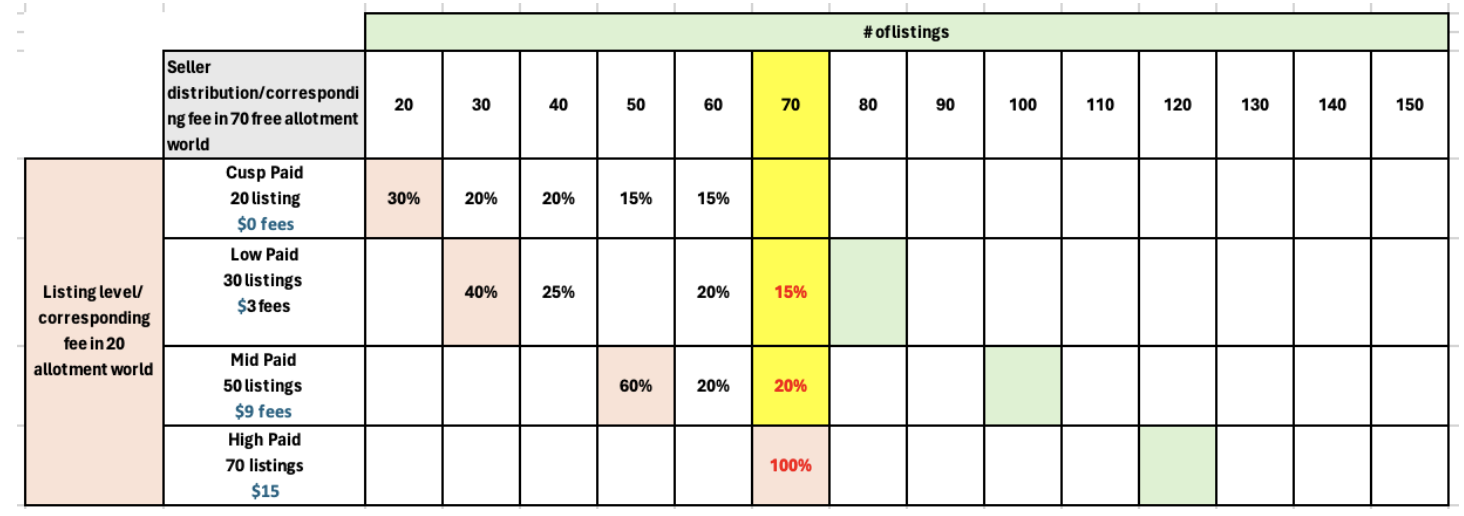 # of listings
Seller
distribution/correspondi
ng fee in 70 free allotment
world
20 30 40 50 60 70 80 90 100 110 120 130 140 150
Listing level/
corresponding
fee in 20
allotment world
Cusp Paid
20 listing
$0 fees
30% 20% 20% 15% 15%
Low Paid
30 listings
$3 fees
40% 25% 20% 15%
Mid Paid
50 listings
$9 fees
60% 20% 20%
High Paid
70 listings
$15
100%